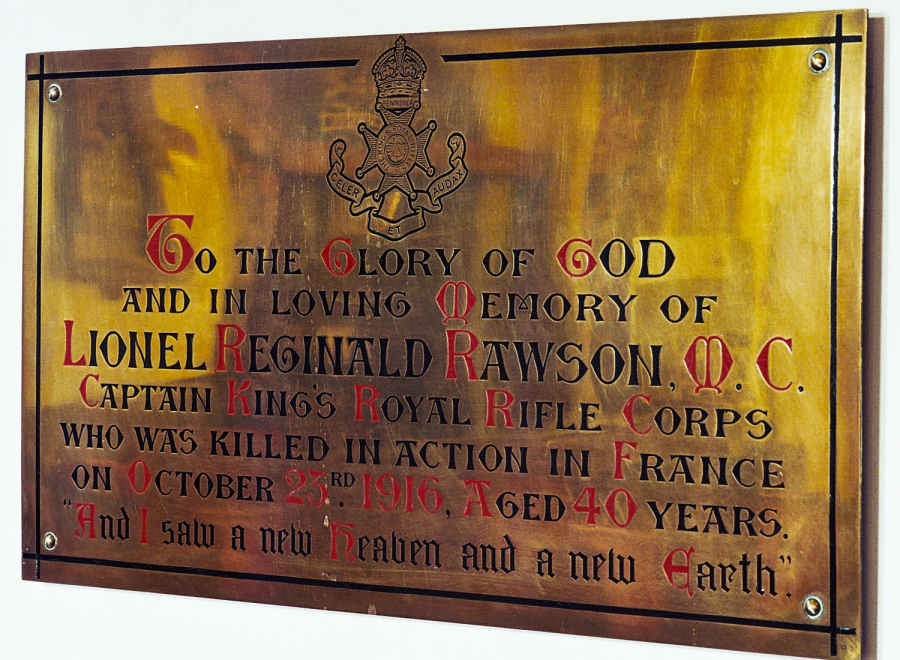 CELER ET AUDAX
TO THE GLORY OF GOD
AND IN LOVING MEMORY OF
LIONEL REGINALD RAWSON, M.C.
CAPTAIN KING'S ROYAL RIFLE CORPS
WHO WAS KILLED IN ACTION IN FRANCE
ON OCTOBER 23RD. 1916, AGED 40 YEARS.
"And I saw a new Heaven and a new Earth".